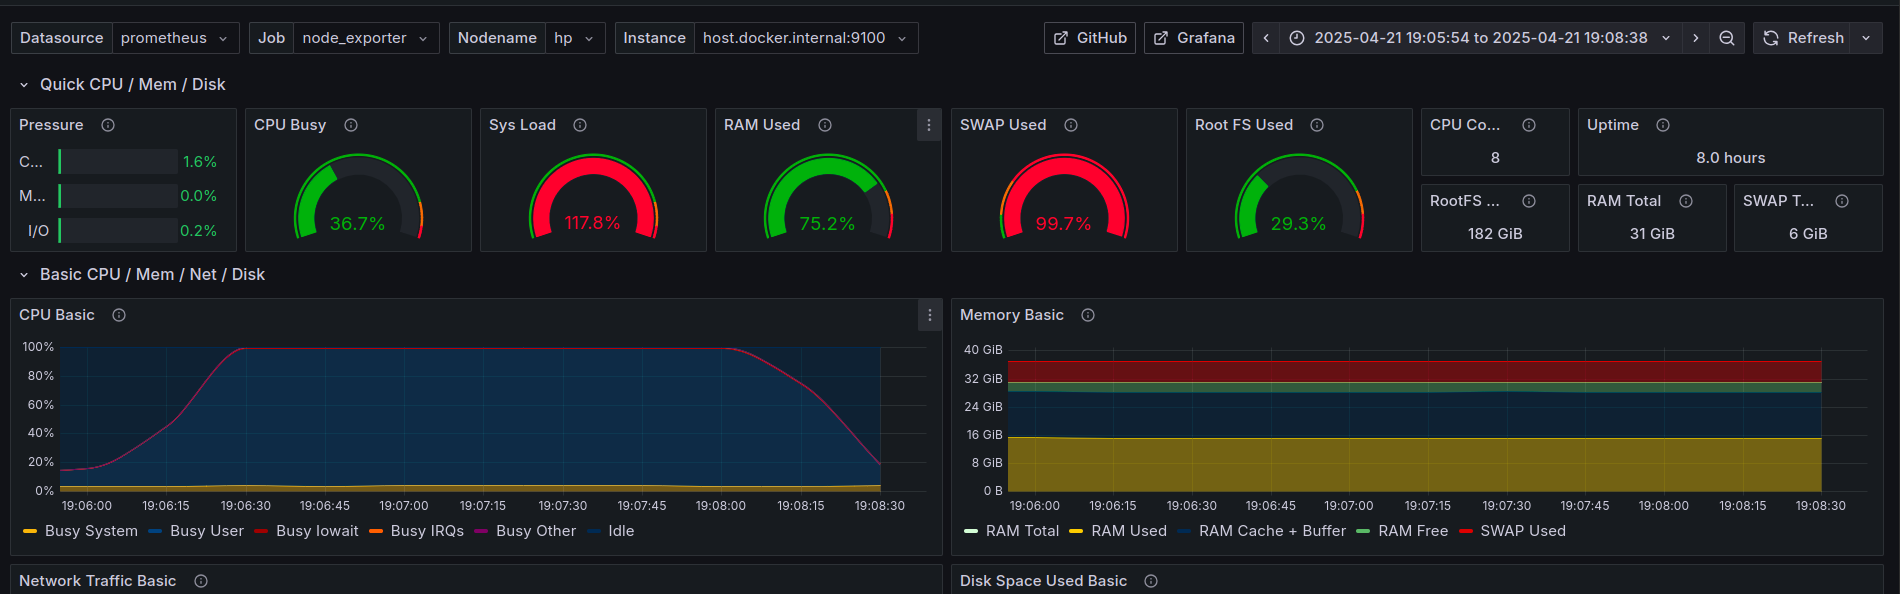 Datasource prometheus Job node_exporter Nodename hp Instance host.docker.internal:9100 GitHub Grafana 2025-04-21 19:05:54 to 2025-04-21 19:08:38 Refresh
Quick CPU / Mem / Disk
Pressure CPU Busy Sys Load RAM Used SWAP Used Root FS Used CPU Co... Uptime
8 8.0 hours
C... 1.6%
M... 0.0%
I/O 0.2%
36.7% 117.8% 75.2% 99.7% 29.3%
RootFS ... RAM Total SWAP T...
182 GiB 31 GiB 6 GiB
Basic CPU / Mem / Net / Disk
CPU Basic
100%
80%
60%
40%
20%
0%
19:06:00 19:06:15 19:06:30 19:06:45 19:07:00 19:07:15 19:07:30 19:07:45 19:08:00 19:08:15 19:08:30
Busy System Busy User Busy Iowait Busy IRQs Busy Other Idle
Memory Basic
40 GiB
32 GiB
24 GiB
16 GiB
8 GiB
0 B
19:06:00 19:06:15 19:06:30 19:06:45 19:07:00 19:07:15 19:07:30 19:07:45 19:08:00 19:08:15 19:08:30
RAM Total RAM Used RAM Cache + Buffer RAM Free SWAP Used
Network Traffic Basic Disk Space Used Basic